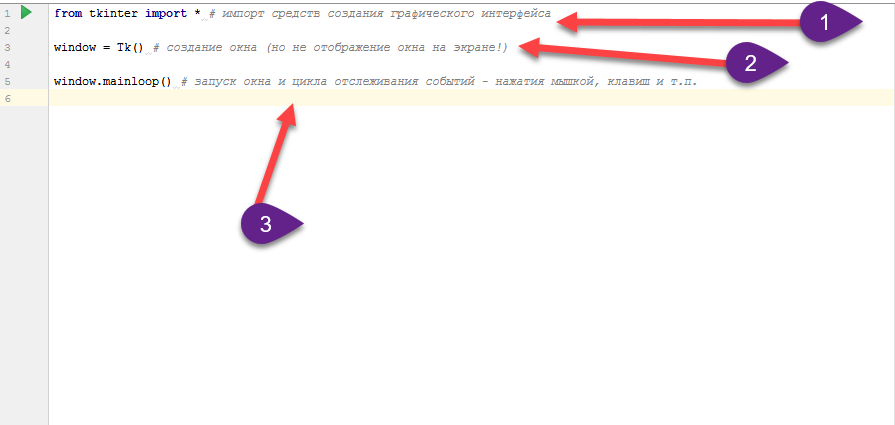 1 from tkinter import * # импорт средств создания графического интерфейса
1
2
3 window = Tk() # создание окна (но не отображение окна на экране!)
2
4
5 window.mainloop() # запуск окна и цикла отслеживания событий - нажатия мышкой, клавиш и т.п.
6
3